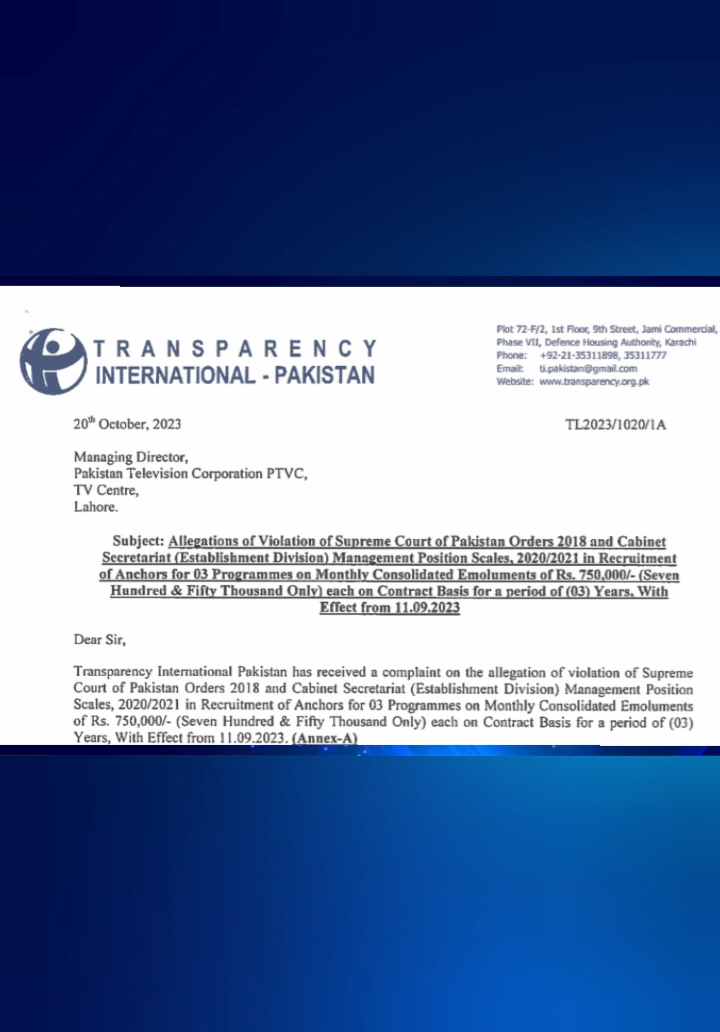 TRANSPARENCY
INTERNATIONAL - PAKISTAN
Plot 72-F/2, 1st Floor, 9th Street, Jami Commercial,
Phase VII, Defence Housing Authority, Karachi
Phone: +92-21-35311898, 35311777
Email: ti.pakistan@gmail.com
Website: www.transparency.org.pk
20th October, 2023
TL2023/1020/1A
Managing Director,
Pakistan Television Corporation PTVC,
TV Centre,
Lahore.
Subject: Allegations of Violation of Supreme Court of Pakistan Orders 2018 and Cabinet
Secretariat (Establishment Division) Management Position Scales, 2020/2021 in Recruitment
of Anchors for 03 Programmes on Monthly Consolidated Emoluments of Rs. 750,000/- (Seven
Hundred & Fifty Thousand Only) each on Contract Basis for a period of (03) Years, With
Effect from 11.09.2023
Dear Sir,
Transparency International Pakistan has received a complaint on the allegation of violation of Supreme
Court of Pakistan Orders 2018 and Cabinet Secretariat (Establishment Division) Management Position
Scales, 2020/2021 in Recruitment of Anchors for 03 Programmes on Monthly Consolidated Emoluments
of Rs. 750,000/- (Seven Hundred & Fifty Thousand Only) each on Contract Basis for a period of (03)
Years, With Effect from 11.09.2023. (Annex-A)